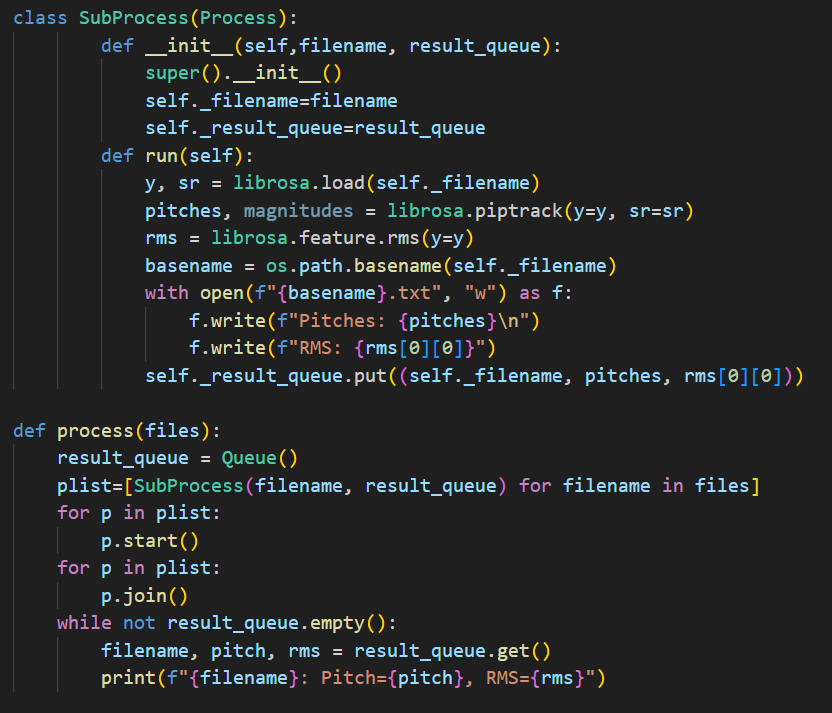 class SubProcess(Process):
        def __init__(self,filename, result_queue):
            super().__init__()
            self._filename=filename
            self._result_queue=result_queue
        def run(self):
            y, sr = librosa.load(self._filename)
            pitches, magnitudes = librosa.piptrack(y=y, sr=sr)
            rms = librosa.feature.rms(y=y)
            basename = os.path.basename(self._filename)
            with open(f"{basename}.txt", "w") as f:
                f.write(f"Pitches: {pitches}\n")
                f.write(f"RMS: {rms[0][0]}")
            self._result_queue.put((self._filename, pitches, rms[0][0]))

def process(files):
    result_queue = Queue()
    plist=[SubProcess(filename, result_queue) for filename in files]
    for p in plist:
        p.start()
    for p in plist:
        p.join()
    while not result_queue.empty():
        filename, pitch, rms = result_queue.get()
        print(f"{filename}: Pitch={pitch}, RMS={rms}")